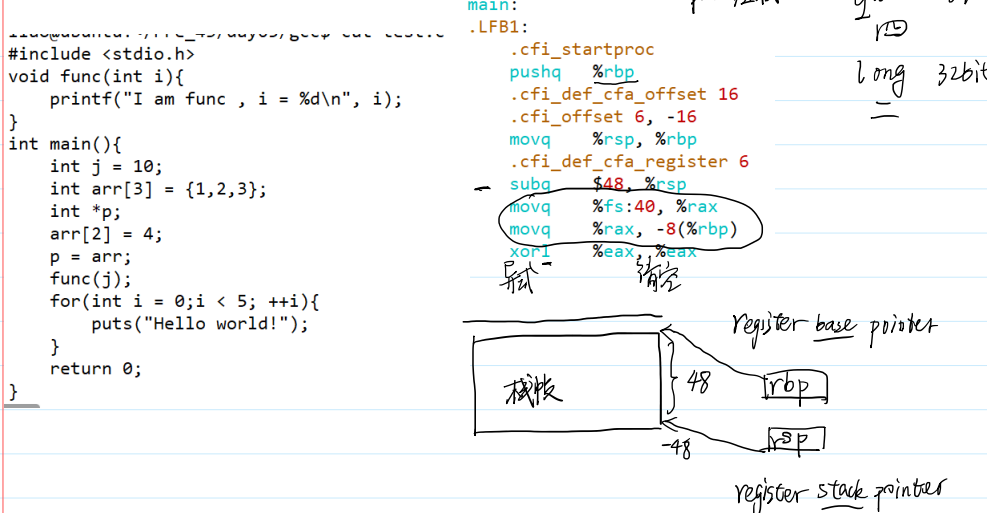 #include <stdio.h>
void func(int i){
    printf("I am func , i = %d\n", i);
}
int main(){
    int j = 10;
    int arr[3] = {1,2,3};
    int *p;
    arr[2] = 4;
    p = arr;
    func(j);
    for(int i = 0;i < 5; ++i){
        puts("Hello world!");
    }
    return 0;
}
main:
.LFB1:
    .cfi_startproc
    pushq   %rbp
    .cfi_def_cfa_offset 16
    .cfi_offset 6, -16
    movq    %rsp, %rbp
    .cfi_def_cfa_register 6
    subq    $48, %rsp
    movq    %fs:40, %rax
    movq    %rax, -8(%rbp)
    xorl    %eax, %eax
异或 清空
四
long 32bit
二
register base pointer
栈帧
48
rbp
-48
rsp
register stack pointer